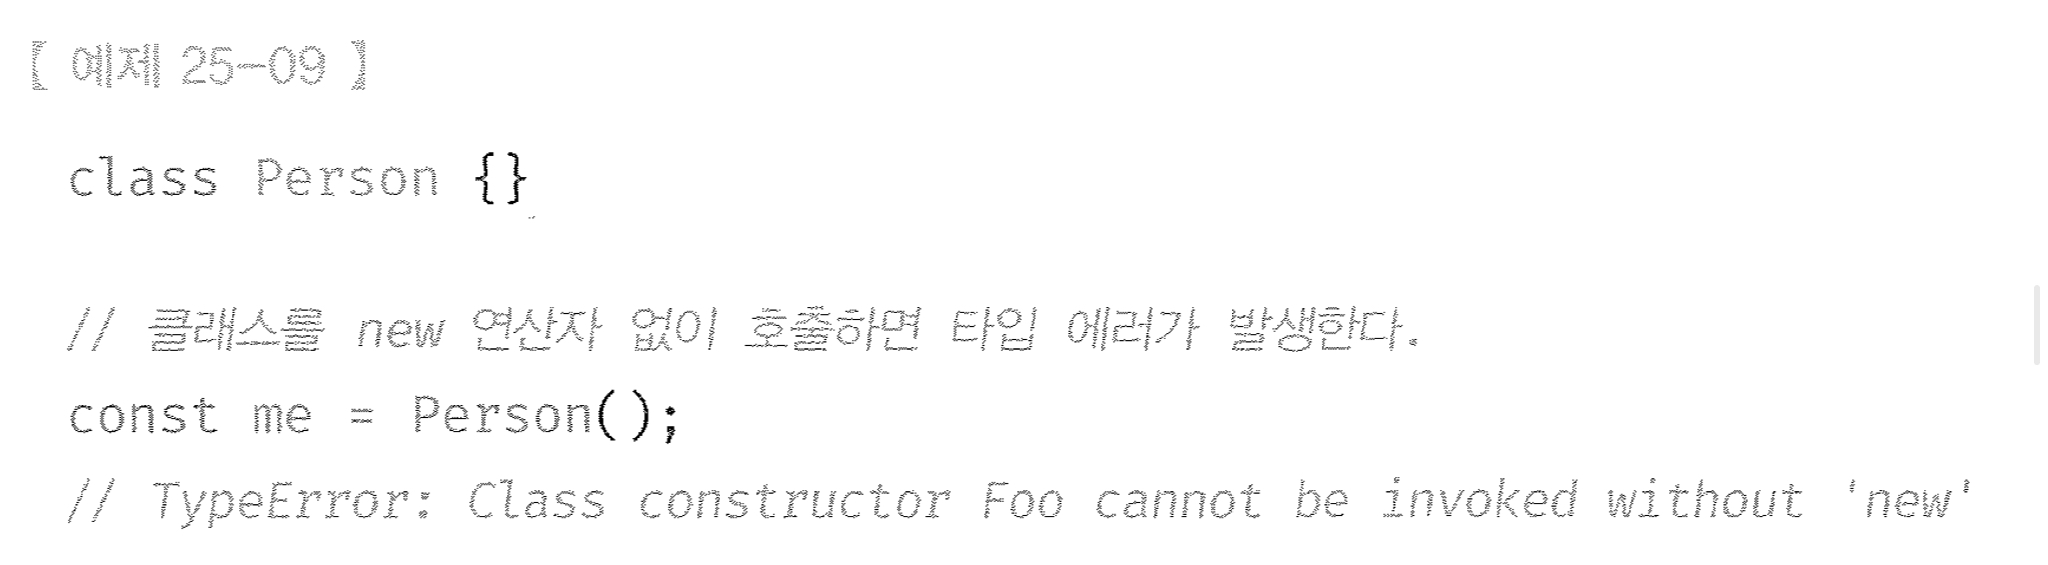 【 예제 25-09 】
class Person {}
// 클래스를 new 연산자 없이 호출하면 타입 에러가 발생한다.
const me = Person();
// TypeError: Class constructor Foo cannot be invoked without 'new'